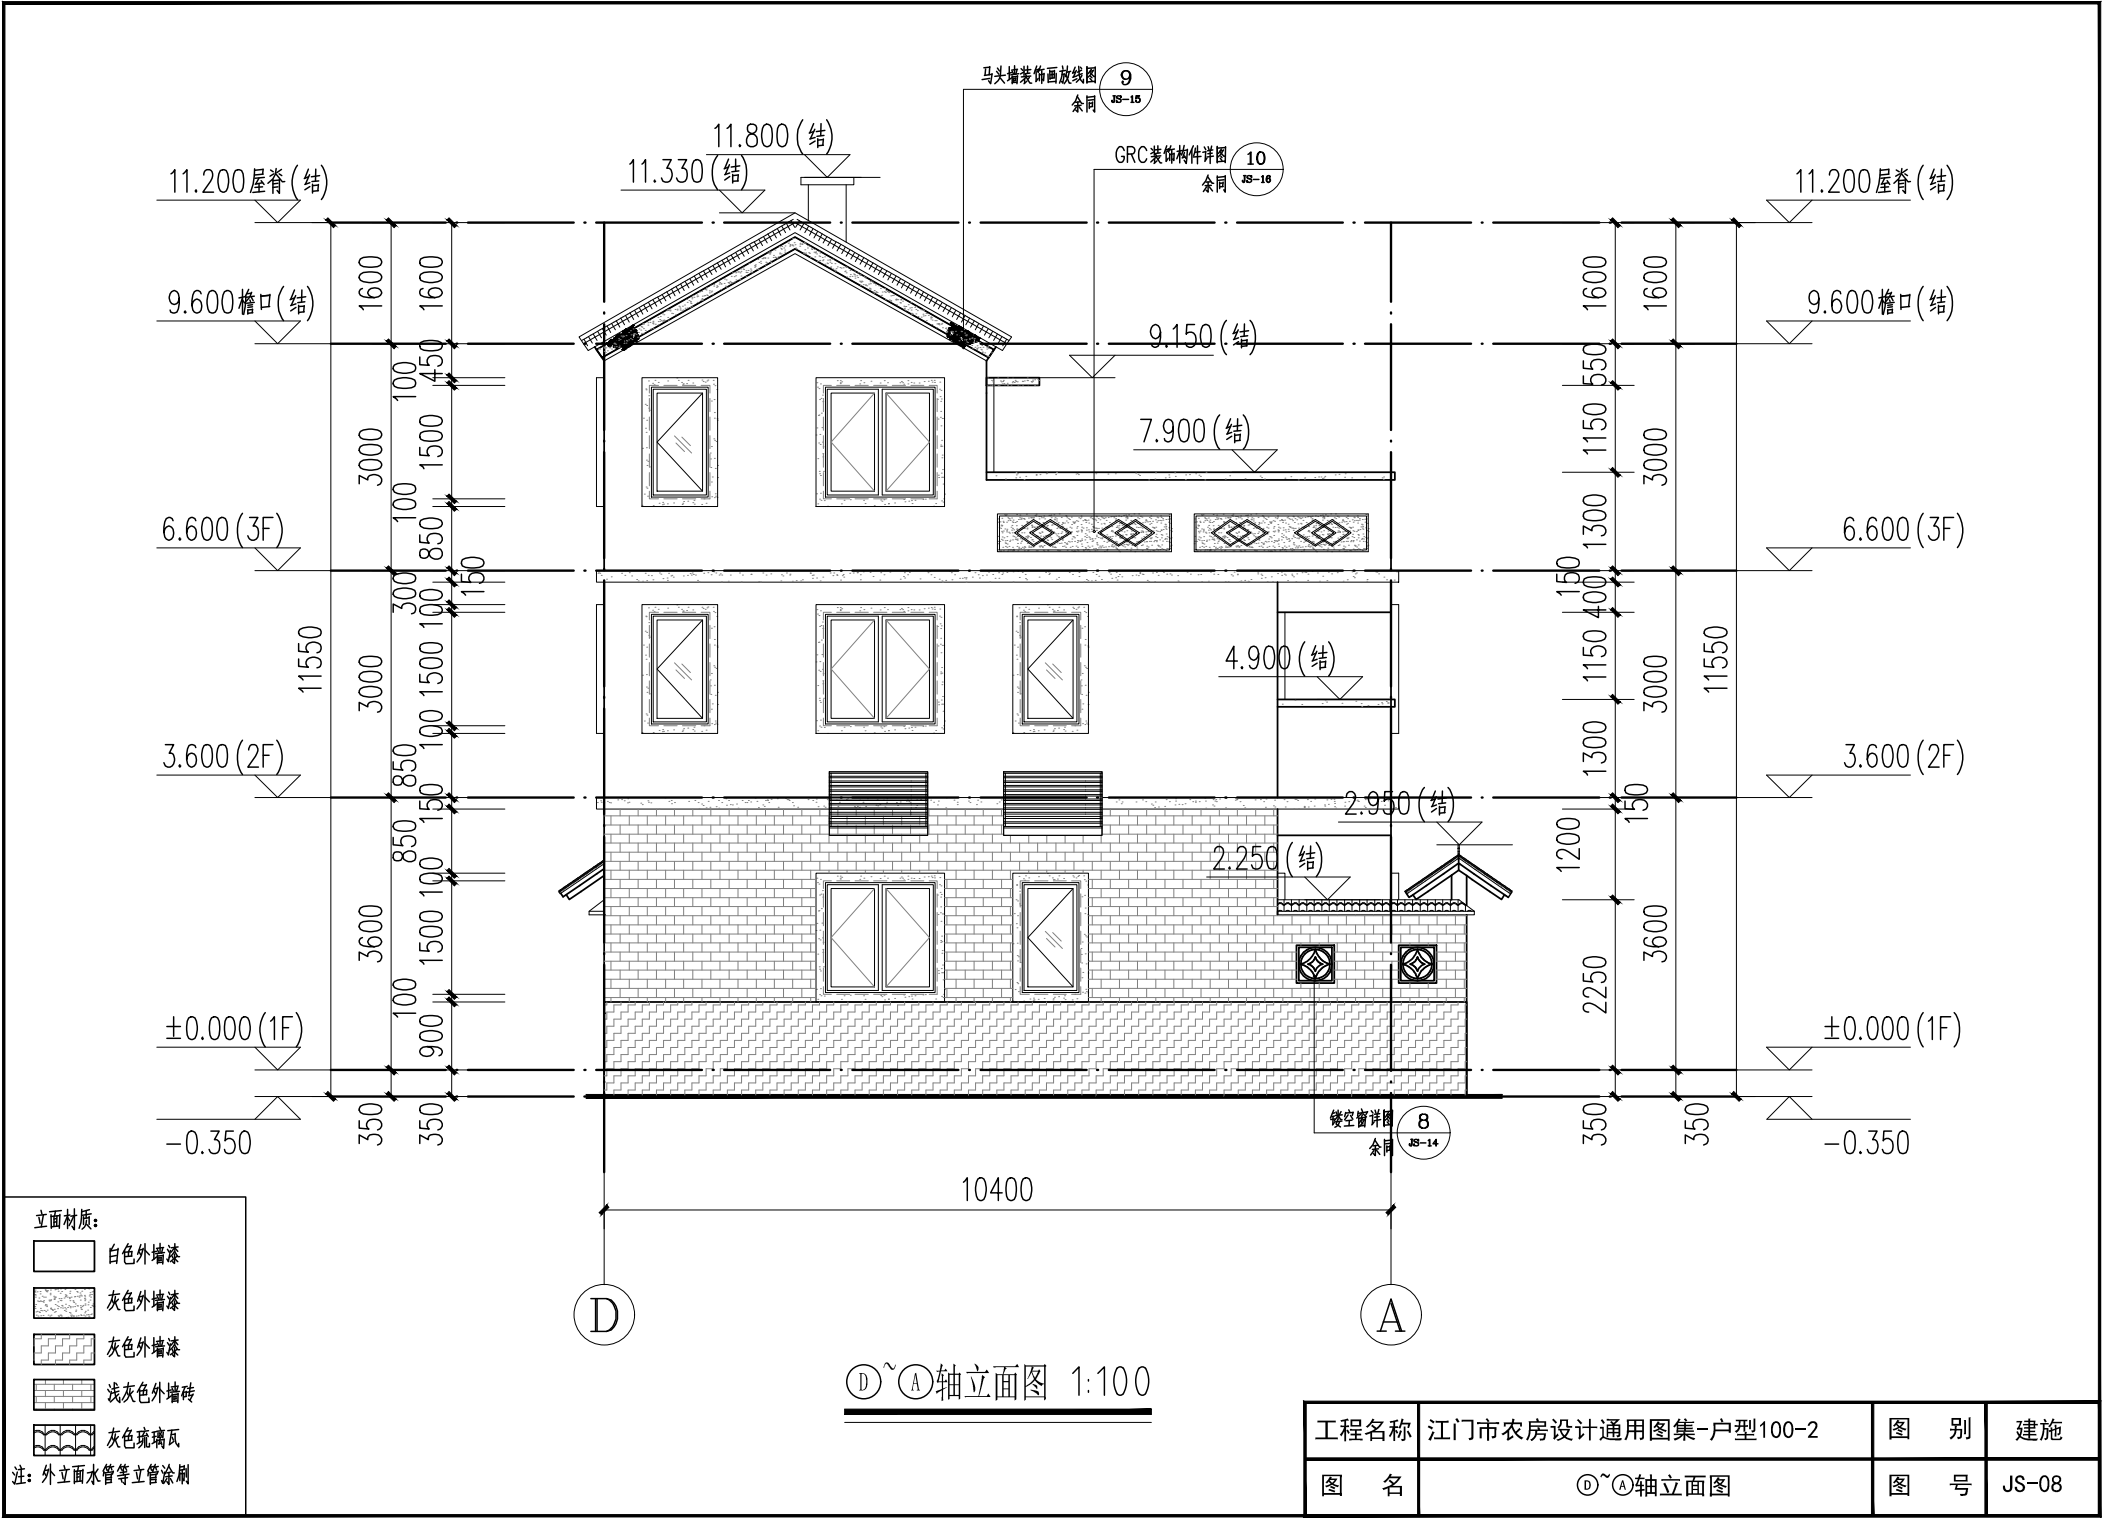 马头墙装饰画放线图
余同
9
JS-15
GRC装饰构件详图
余同
10
JS-16
11.800(结)
11.330(结)
11.200屋脊(结)
11.200屋脊(结)
9.600檐口(结)
9.600檐口(结)
9.150(结)
7.900(结)
6.600(3F)
6.600(3F)
4.900(结)
3.600(2F)
3.600(2F)
2.950(结)
2.250(结)
±0.000(1F)
±0.000(1F)
-0.350
-0.350
11550
1600
3000
3000
3600
350
1600
450
100
1500
100
850
150
300
100
1500
100
850
150
850
100
1500
100
900
350
1600
550
1150
1300
150
400
1150
1300
150
1200
2250
350
1600
3000
3000
3600
350
11550
镂空窗详图
余同
8
JS-14
10400
D
A
D~A轴立面图 1:100
立面材质:
白色外墙漆
灰色外墙漆
灰色外墙漆
浅灰色外墙砖
灰色琉璃瓦
注: 外立面水管等立管涂刷
工程名称 江门市农房设计通用图集-户型100-2 图 别 建施
图 名 D~A轴立面图 图 号 JS-08